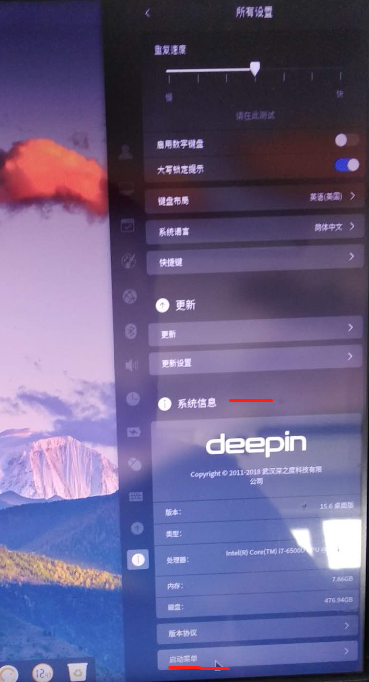 所有设置
重复速度
慢 快
请在此测试
启用数字键盘
大写锁定提示
键盘布局 英语(美国)
系统语言 简体中文
快捷键
更新
更新
更新设置
系统信息
deepin
Copyright © 2011-2018 武汉深之度科技有限
公司
版本: 15.6 桌面版
类型:
处理器: Intel(R) Core(TM) i7-6500U CPU
内存: 7.66GB
磁盘: 476.94GB
版本协议
启动菜单